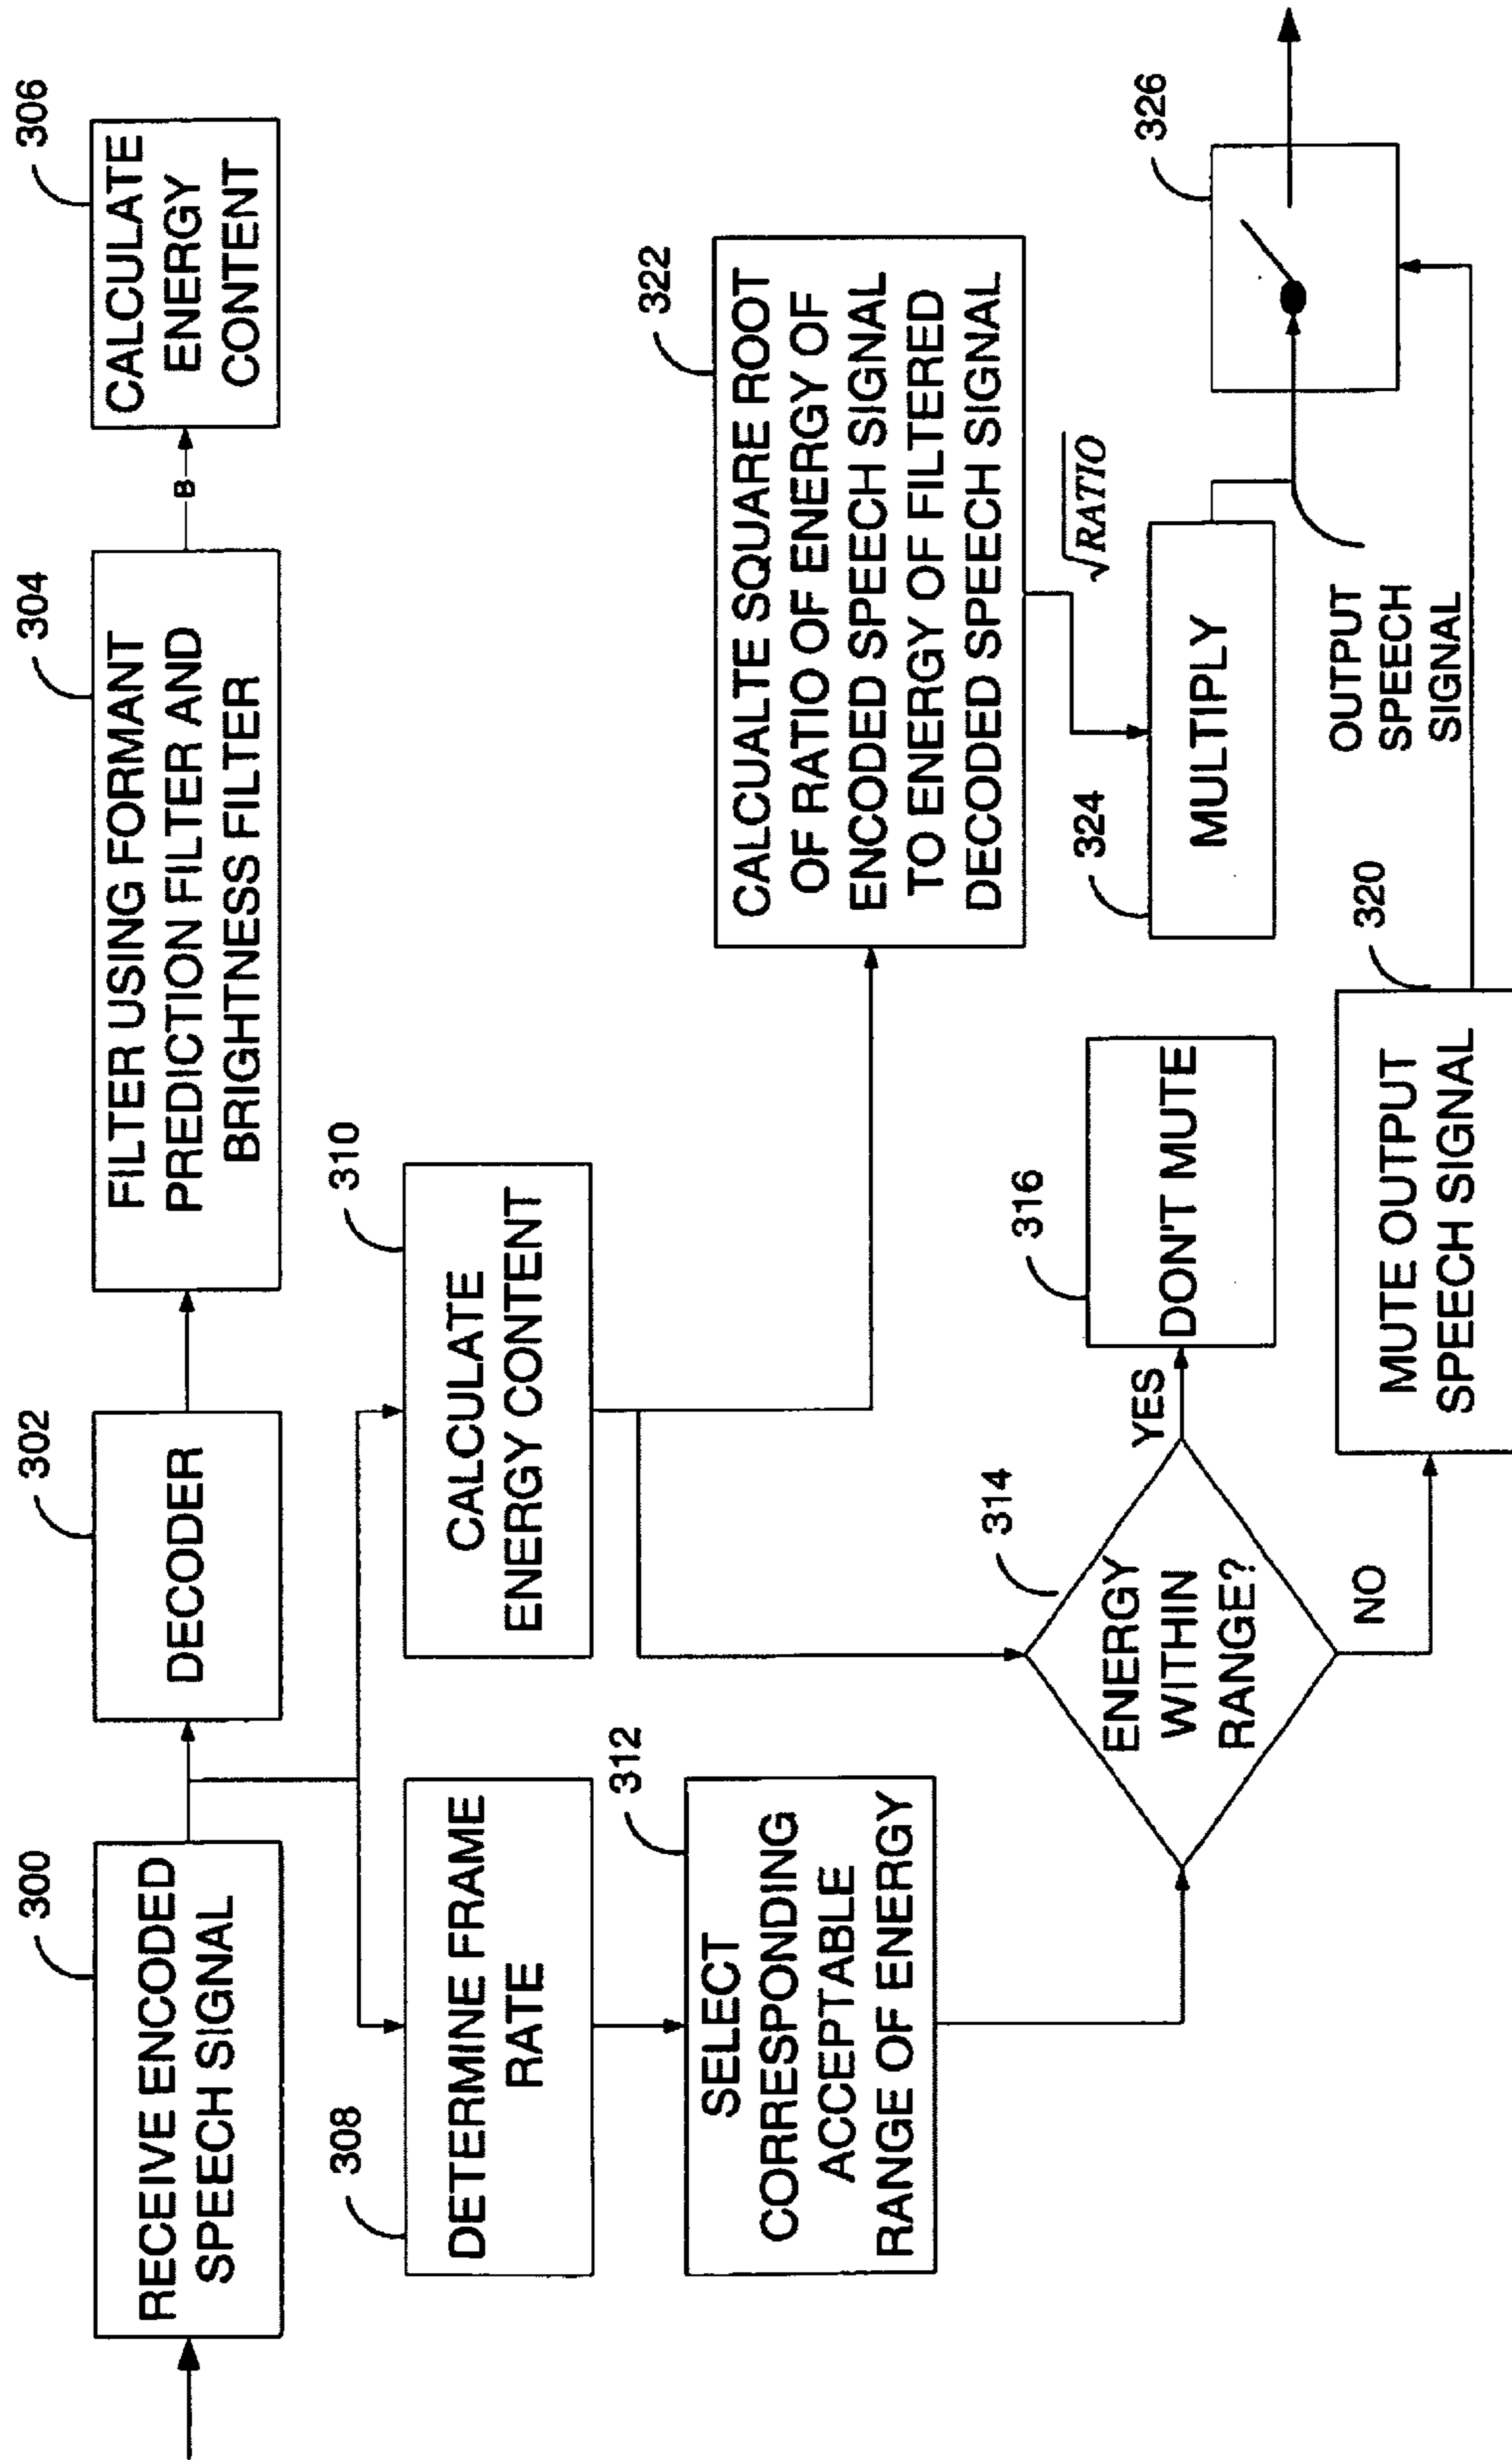 300
RECEIVE ENCODED
SPEECH SIGNAL
302
DECODER
304
FILTER USING FORMANT
PREDICTION FILTER AND
BRIGHTNESS FILTER
B
306
CALCULATE
ENERGY
CONTENT
308
DETERMINE FRAME
RATE
310
CALCULATE
ENERGY CONTENT
312
SELECT
CORRESPONDING
ACCEPTABLE
RANGE OF ENERGY
322
CALCUALTE SQUARE ROOT
OF RATIO OF ENERGY OF
ENCODED SPEECH SIGNAL
TO ENERGY OF FILTERED
DECODED SPEECH SIGNAL
√RATIO
314
ENERGY
WITHIN
RANGE?
YES
316
DON'T MUTE
324
MULTIPLY
326
OUTPUT
SPEECH
SIGNAL
NO
320
MUTE OUTPUT
SPEECH SIGNAL